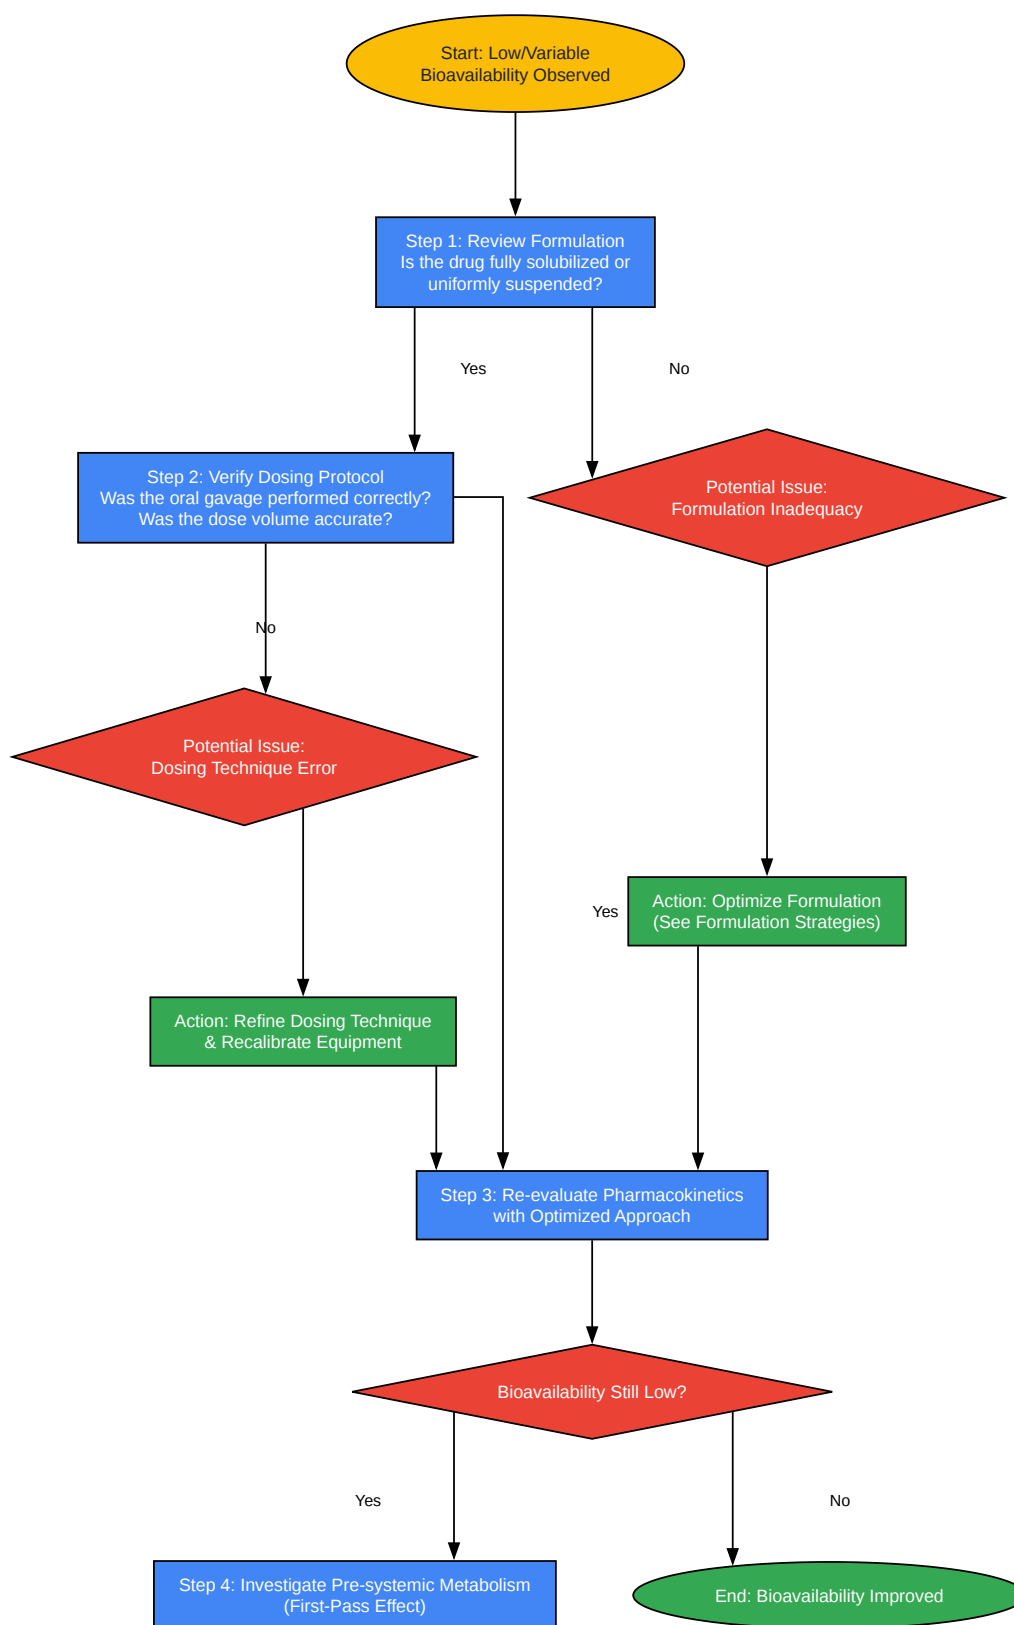 Start: Low/Variable
Bioavailability Observed
Step 1: Review Formulation
Is the drug fully solubilized or
uniformly suspended?
Yes
No
Step 2: Verify Dosing Protocol
Was the oral gavage performed correctly?
Was the dose volume accurate?
Potential Issue:
Formulation Inadequacy
No
Potential Issue:
Dosing Technique Error
Yes
Action: Optimize Formulation
(See Formulation Strategies)
Action: Refine Dosing Technique
& Recalibrate Equipment
Step 3: Re-evaluate Pharmacokinetics
with Optimized Approach
Bioavailability Still Low?
Yes
No
Step 4: Investigate Pre-systemic Metabolism
(First-Pass Effect)
End: Bioavailability Improved